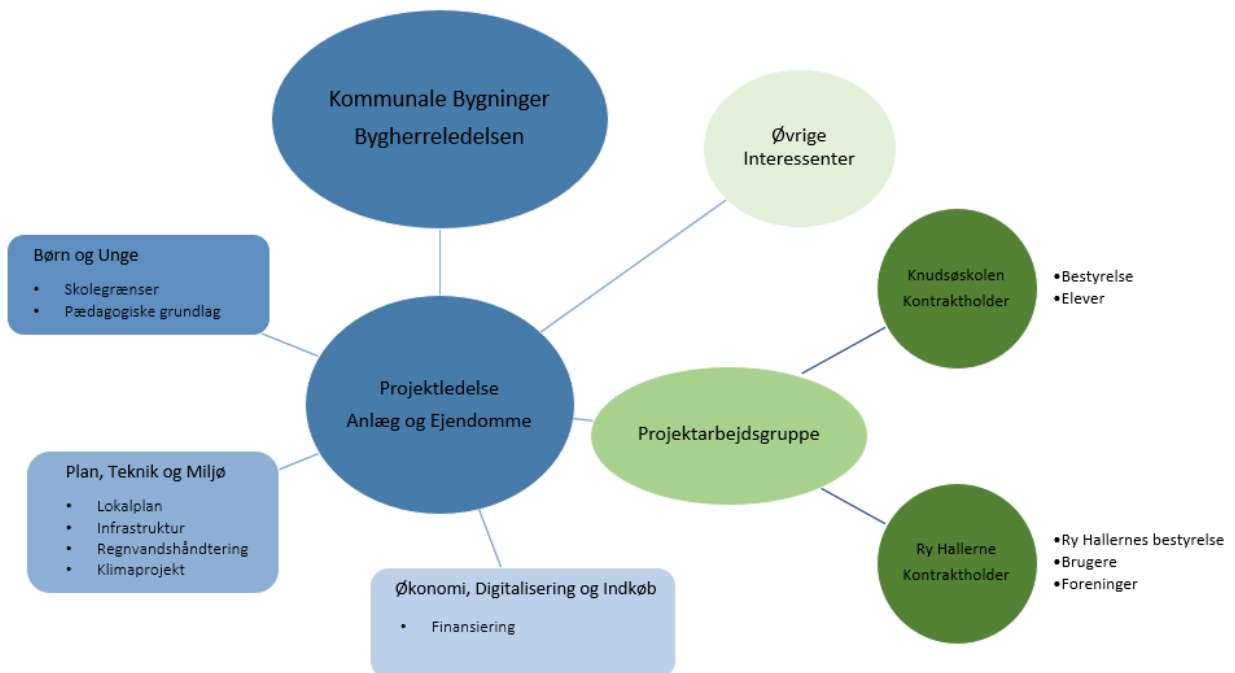 Kommunale Bygninger
Bygherreledelsen
Øvrige
Interessenter
Børn og Unge
• Skolegrænser
• Pædagogiske grundlag
Knudsøskolen
Kontraktholder
•Bestyrelse
•Elever
Projektledelse
Anlæg og Ejendomme
Projektarbejdsgruppe
Plan, Teknik og Miljø
• Lokalplan
• Infrastruktur
• Regnvandshåndtering
• Klimaprojekt
Ry Hallerne
Kontraktholder
•Ry Hallernes bestyrelse
•Brugere
•Foreninger
Økonomi, Digitalisering og Indkøb
• Finansiering